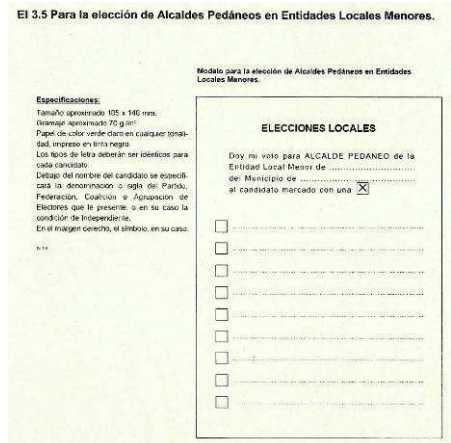 EI 3.5 Para la elección de Alcaldes Pedáneos en Entidades Locales Menores.
Modelo para la elección de Alcaldes Pedáneos en Entidades
Locales Menores.
Especificaciones:
Tamaño aproximado 105 x 148 mm.
Gramaje aproximado 70 g/m²
Papel de color verde claro en cualquier tonali-
dad, impreso en tinta negra.
Los tipos de letra deberán ser idénticos para
cada candidato.
Debajo del nombre del candidato se especifi-
cará la denominación o sigla del Partido,
Federación, Coalición o Agrupación de
Electores que le presente, o en su caso la
condición de Independiente.
En el margen derecho, el símbolo, en su caso.
ELECCIONES LOCALES
Doy mi voto para ALCALDE PEDANEO de la
Entidad Local Menor de ........................
del Municipio de ................................
al candidato marcado con una X